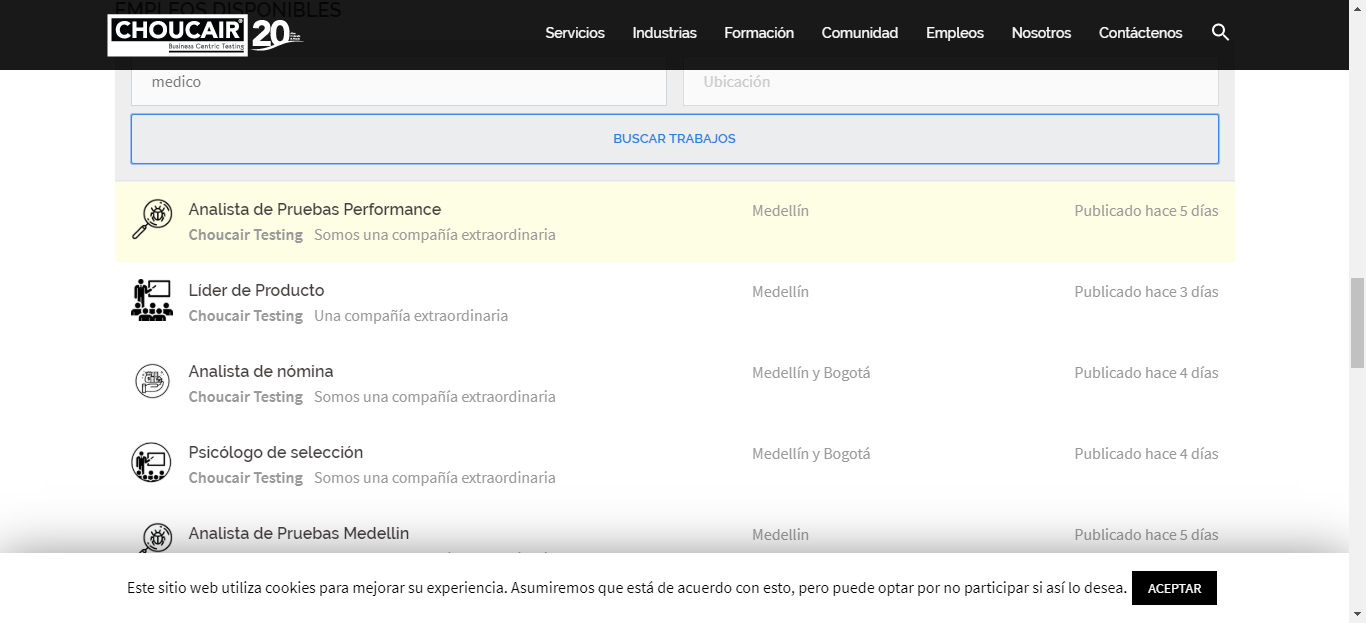 EMPLEOS DISPONIBLES
CHOUCAIR
Business Centric Testing
20
Servicios Industrias Formación Comunidad Empleos Nosotros Contáctenos
medico Ubicación
BUSCAR TRABAJOS
Analista de Pruebas Performance Medellín Publicado hace 5 días
Choucair Testing Somos una compañía extraordinaria
Líder de Producto Medellín Publicado hace 3 días
Choucair Testing Una compañía extraordinaria
Analista de nómina Medellín y Bogotá Publicado hace 4 días
Choucair Testing Somos una compañía extraordinaria
Psicólogo de selección Medellín y Bogotá Publicado hace 4 días
Choucair Testing Somos una compañía extraordinaria
Analista de Pruebas Medellin Medellin Publicado hace 5 días
Este sitio web utiliza cookies para mejorar su experiencia. Asumiremos que está de acuerdo con esto, pero puede optar por no participar si así lo desea. ACEPTAR